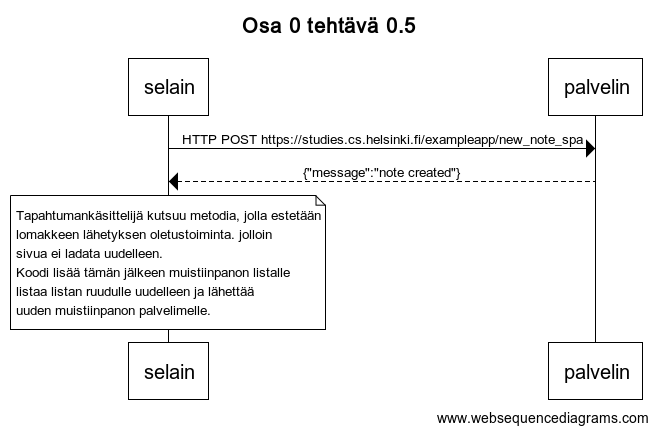 Osa 0 tehtävä 0.5
selain
palvelin
HTTP POST https://studies.cs.helsinki.fi/exampleapp/new_note_spa
{"message":"note created"}
Tapahtumankäsittelijä kutsuu metodia, jolla estetään
lomakkeen lähetyksen oletustoiminta. jolloin
sivua ei ladata uudelleen.
Koodi lisää tämän jälkeen muistiinpanon listalle
listaa listan ruudulle uudelleen ja lähettää
uuden muistiinpanon palvelimelle.
selain
palvelin
www.websequencediagrams.com